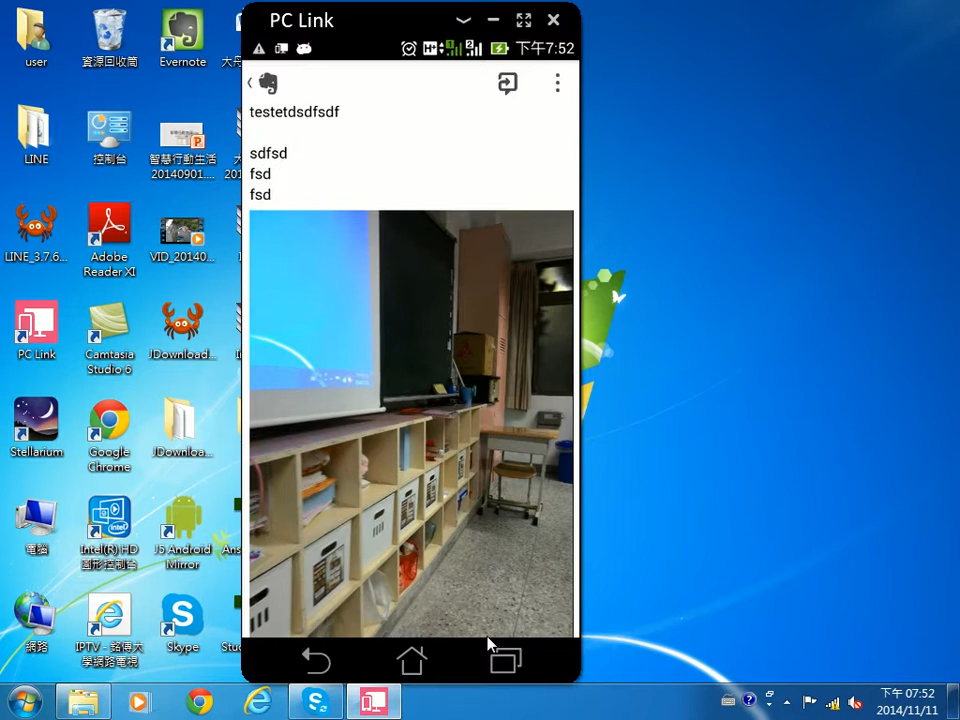 PC Link
下午7:52
testetdsdfsdf
sdfsd
fsd
fsd
user
資源回收筒
Evernote
LINE
控制台
智慧行動生活
20140901....
LINE_3.7.6...
Adobe
Reader XI
VID_20140...
PC Link
Camtasia
Studio 6
JDownload...
Stellarium
Google
Chrome
JDownloa...
電腦
Intel(R) HD
圖形控制台
J5 Android
Mirror
網路
IPTV - 銘傳大
學網路電視
Skype
下午 07:52
2014/11/11